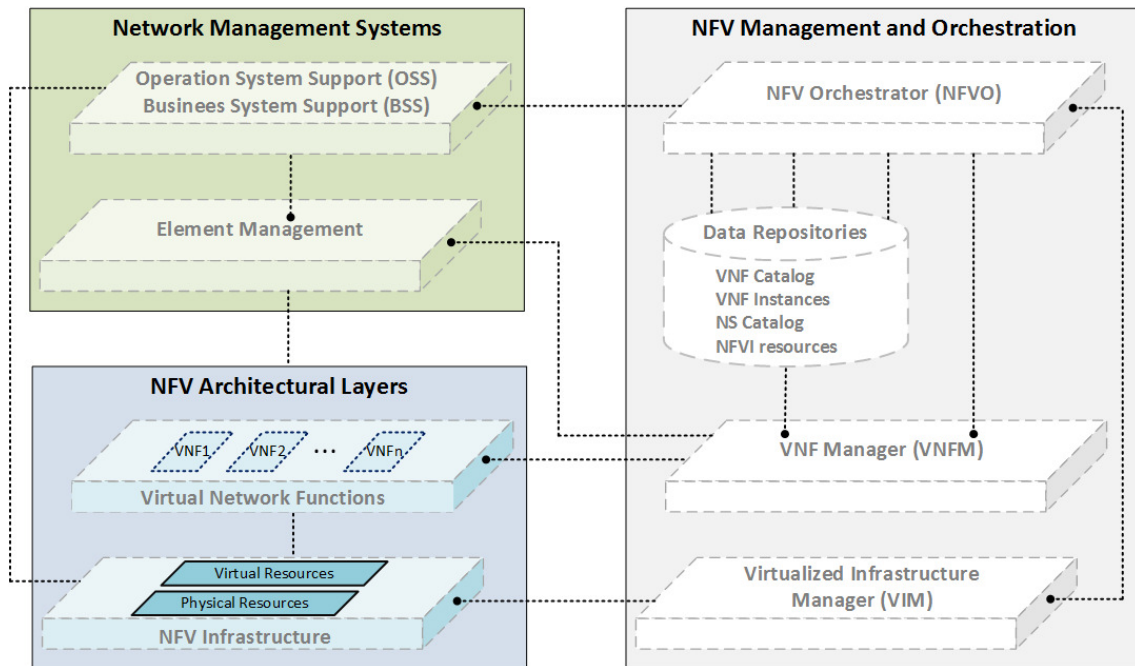 Network Management Systems
Operation System Support (OSS)
Businees System Support (BSS)
Element Management
NFV Architectural Layers
VNF1 VNF2 ... VNFn
Virtual Network Functions
Virtual Resources
Physical Resources
NFV Infrastructure
NFV Management and Orchestration
NFV Orchestrator (NFVO)
Data Repositories
VNF Catalog
VNF Instances
NS Catalog
NFVI resources
VNF Manager (VNFM)
Virtualized Infrastructure
Manager (VIM)